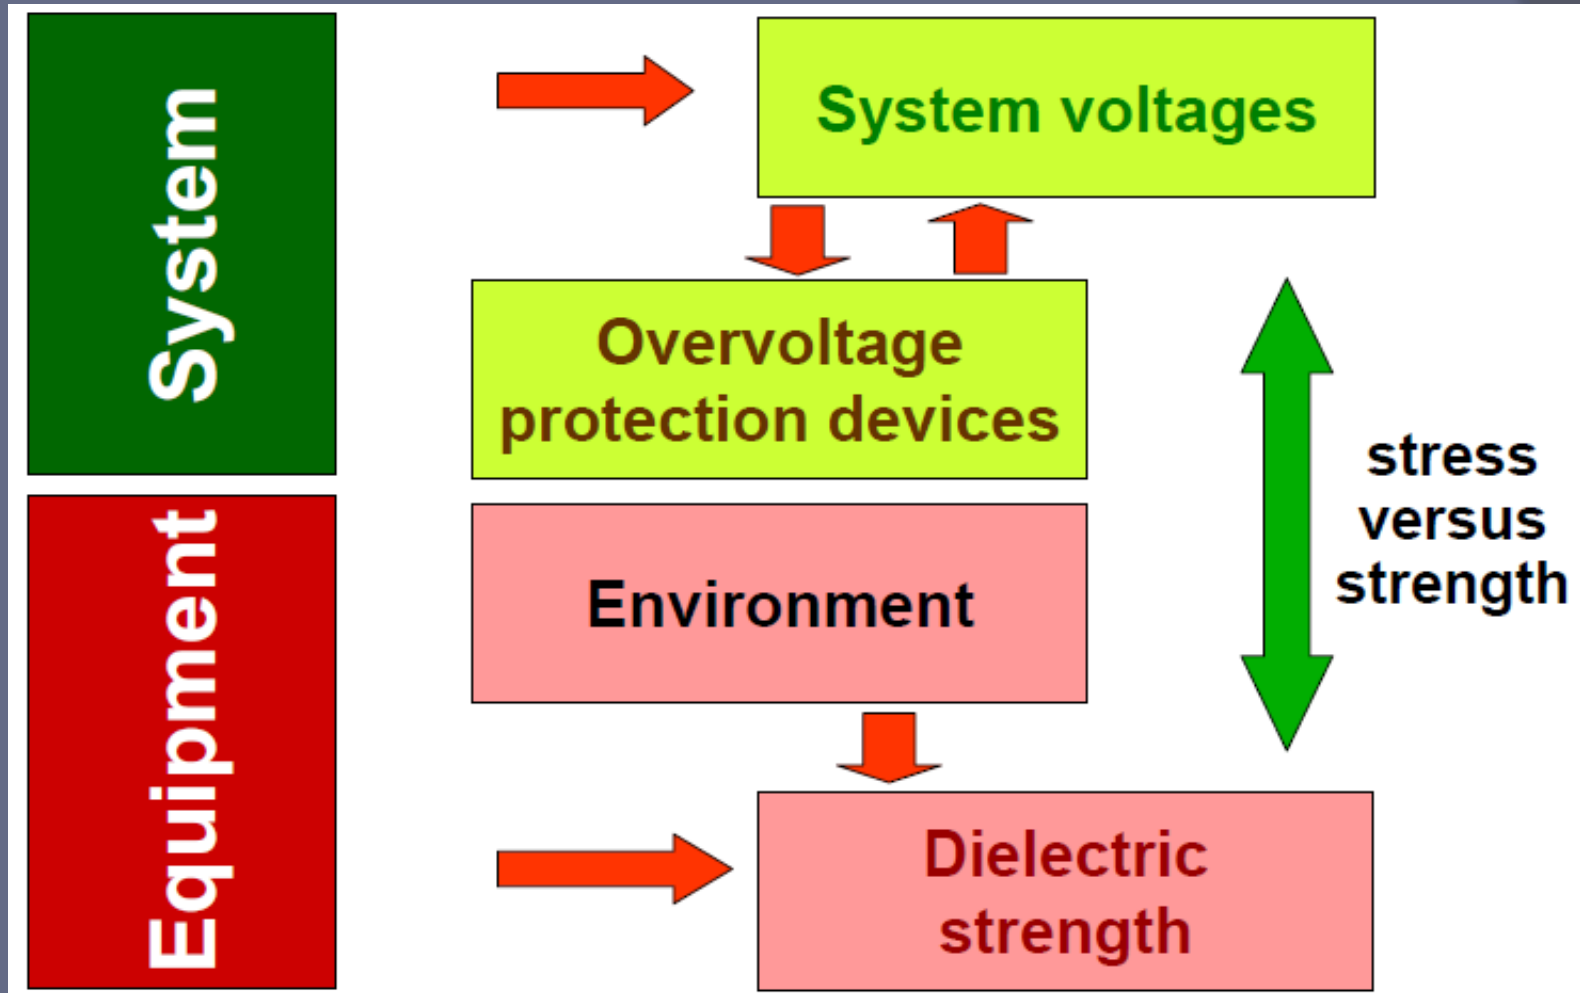 System
System voltages
Overvoltage
protection devices
stress
versus
strength
Equipment
Environment
Dielectric
strength